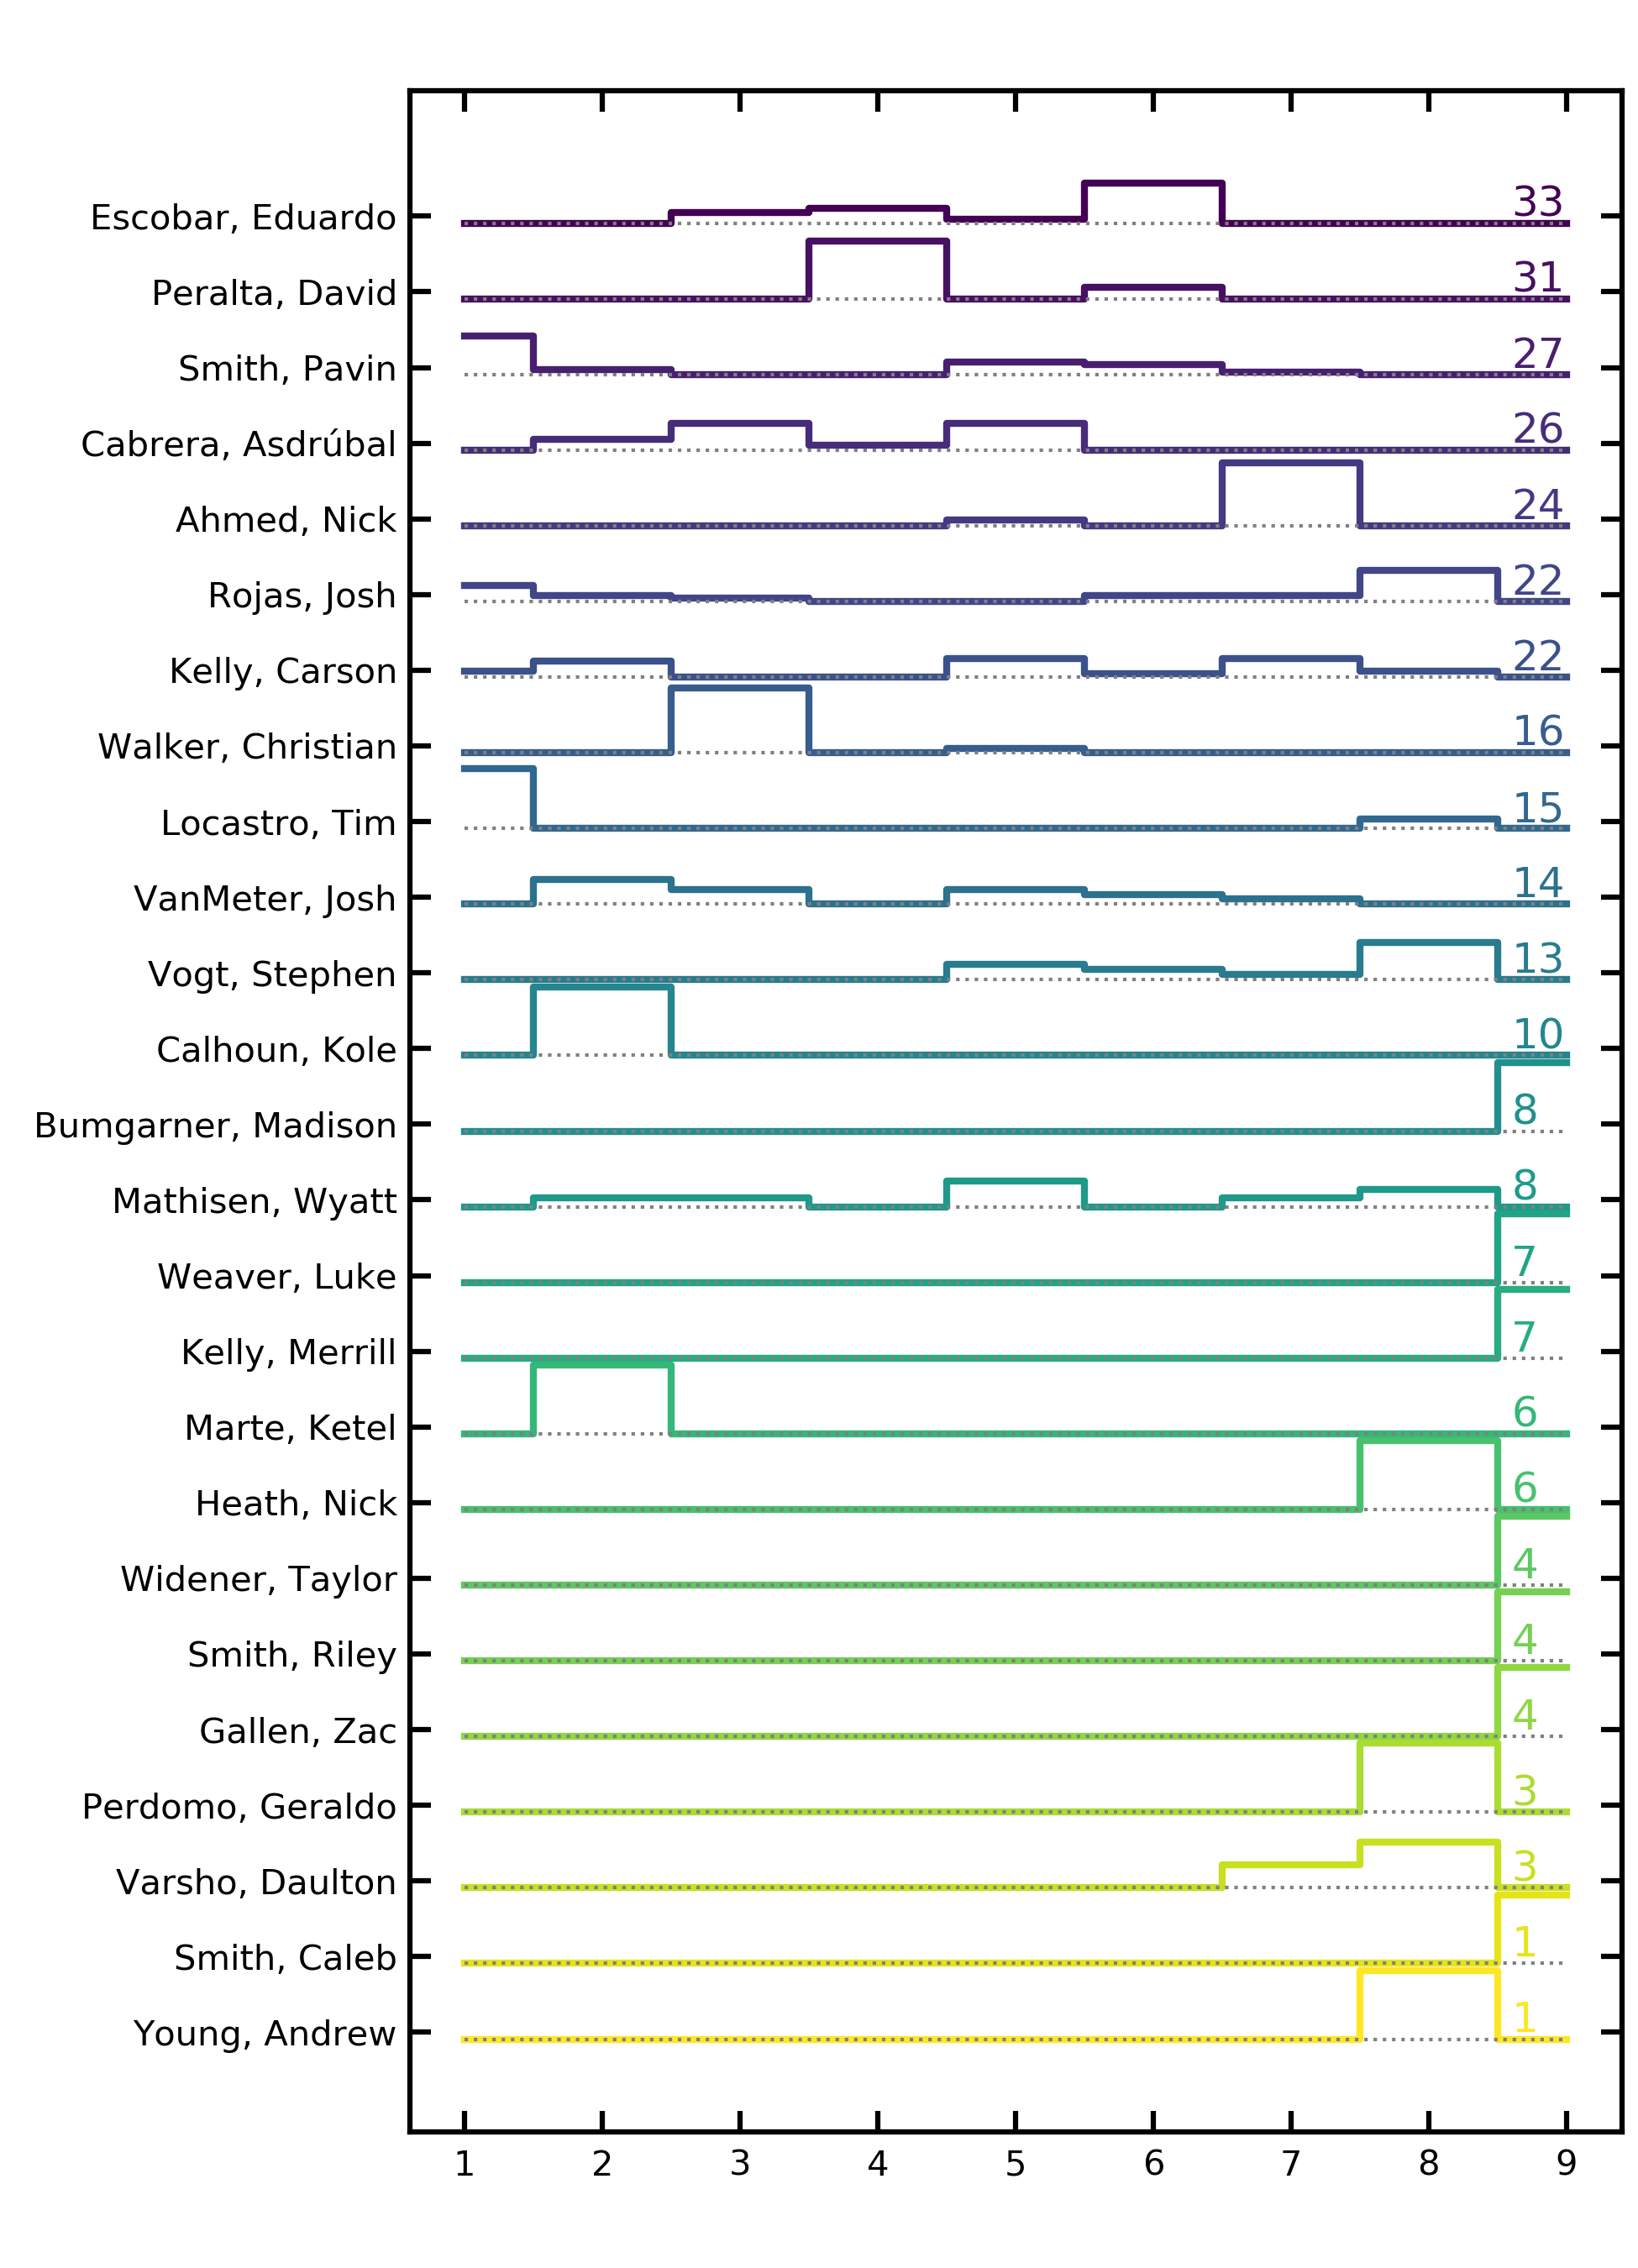 Escobar, Eduardo 33
Peralta, David 31
Smith, Pavin 27
Cabrera, Asdrúbal 26
Ahmed, Nick 24
Rojas, Josh 22
Kelly, Carson 22
Walker, Christian 16
Locastro, Tim 15
VanMeter, Josh 14
Vogt, Stephen 13
Calhoun, Kole 10
Bumgarner, Madison 8
Mathisen, Wyatt 8
Weaver, Luke 7
Kelly, Merrill 7
Marte, Ketel 6
Heath, Nick 6
Widener, Taylor 4
Smith, Riley 4
Gallen, Zac 4
Perdomo, Geraldo 3
Varsho, Daulton 3
Smith, Caleb 1
Young, Andrew 1
1 2 3 4 5 6 7 8 9